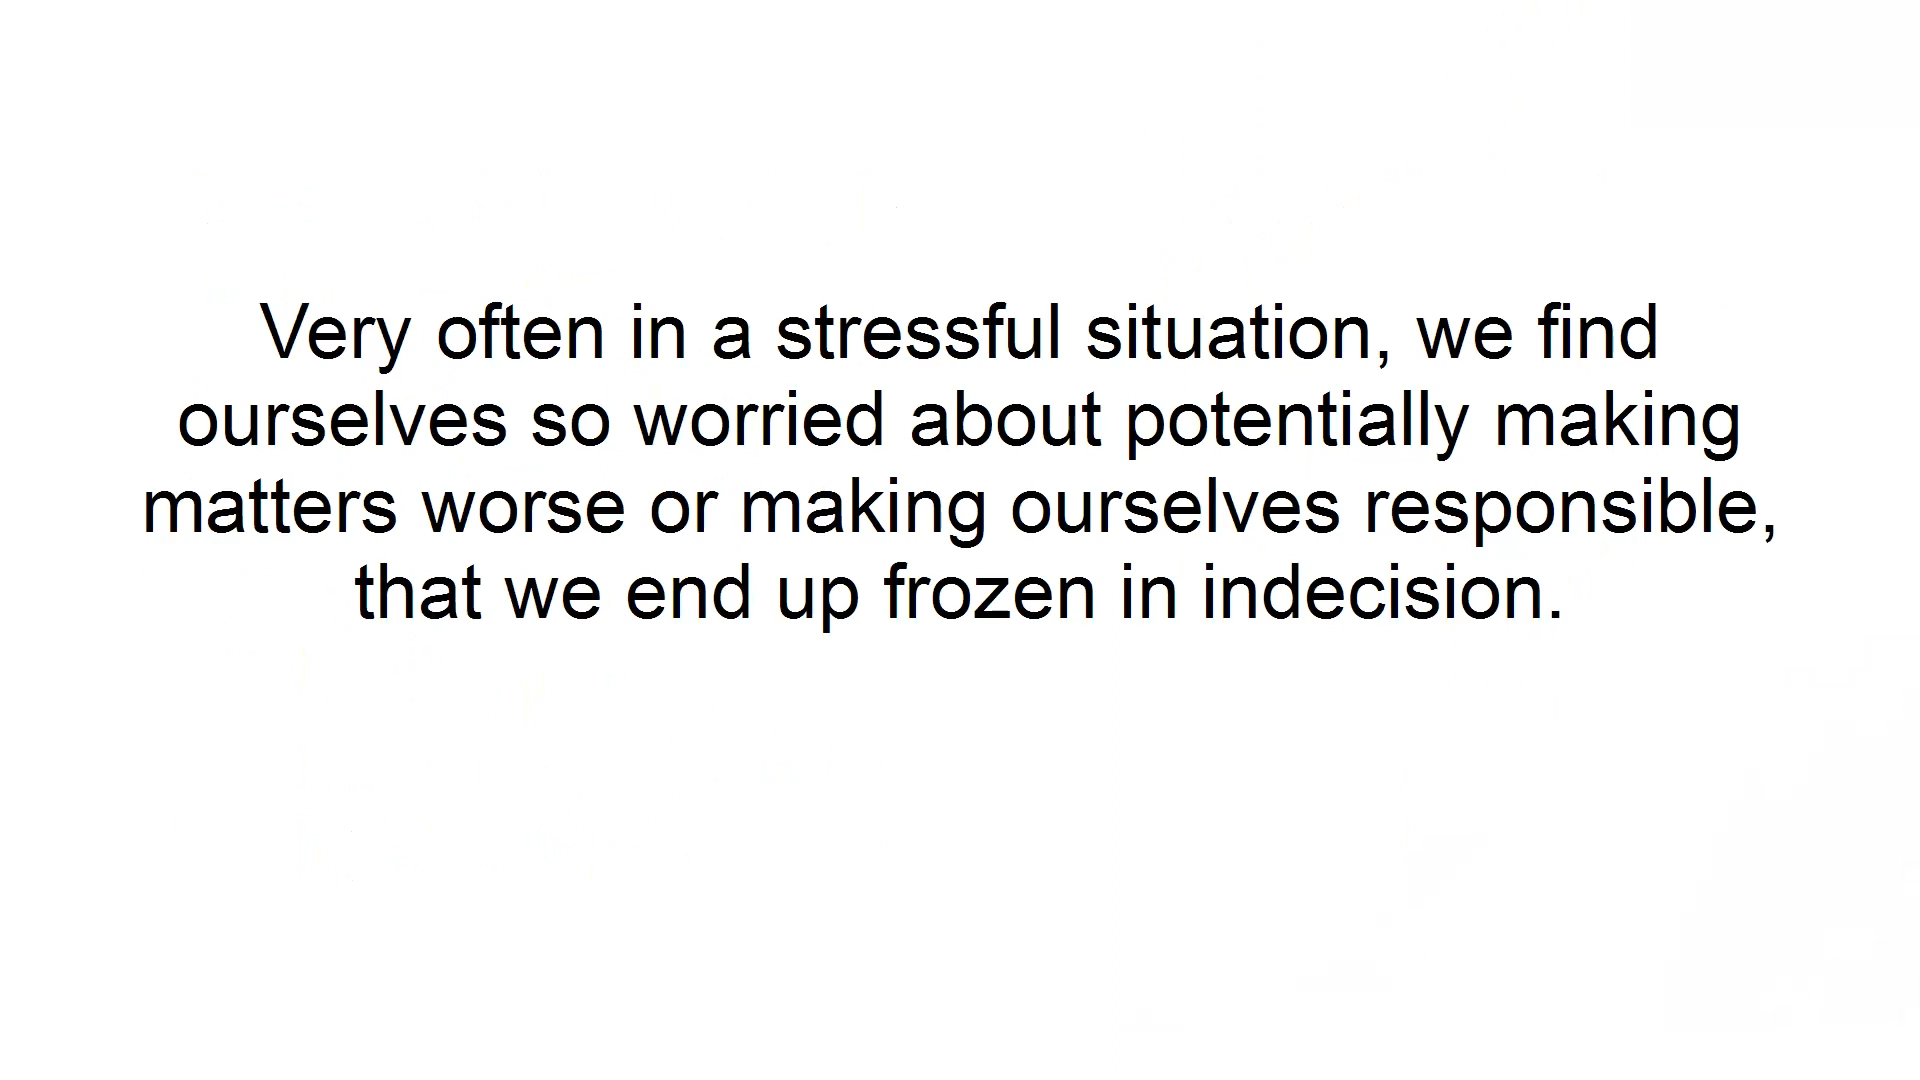 Very often in a stressful situation, we find
ourselves so worried about potentially making
matters worse or making ourselves responsible,
that we end up frozen in indecision.